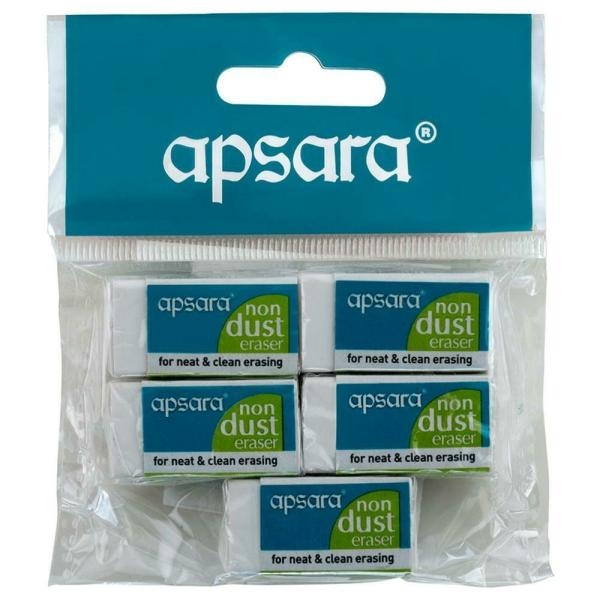 apsara®
apsara®
non
dust
eraser
for neat & clean erasing
apsara®
non
dust
eraser
for neat & clean erasing
apsara®
non
dust
eraser
for neat & clean erasing
apsara®
non
dust
eraser
for neat & clean erasing
apsara®
non
dust
eraser
for neat & clean erasing